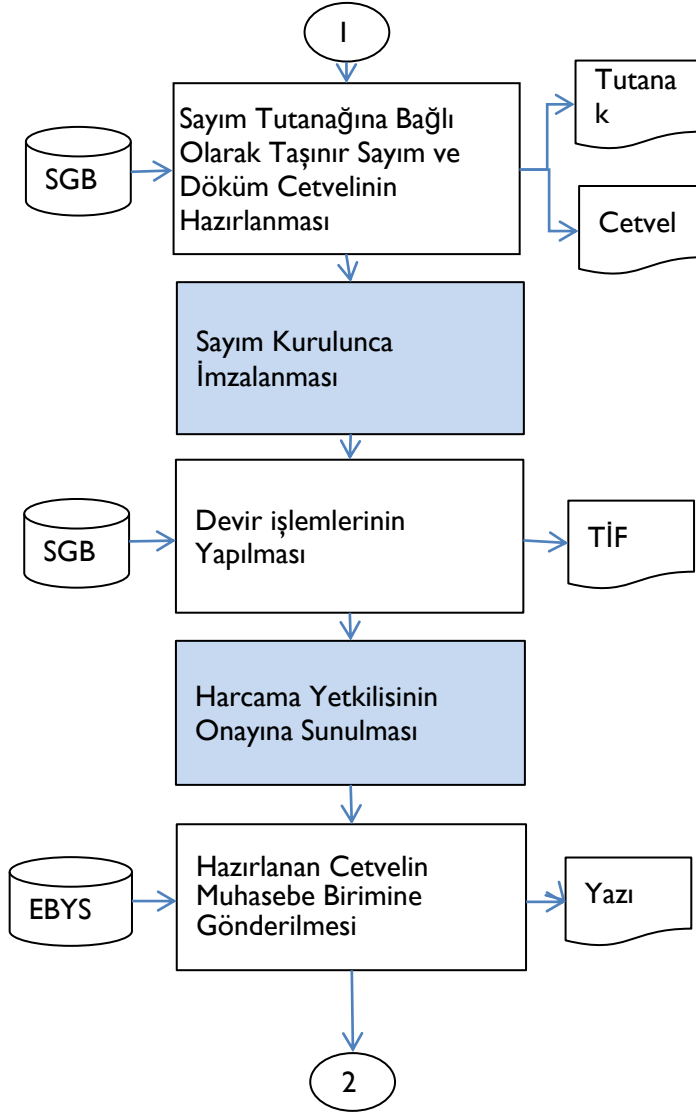 1
Sayım Tutanağına Bağlı
Olarak Taşınır Sayım ve
Döküm Cetvelinin
Hazırlanması
SGB
Tutana
k
Cetvel
Sayım Kurulunca
İmzalanması
SGB
Devir işlemlerinin
Yapılması
TİF
Harcama Yetkilisinin
Onayına Sunulması
EBYS
Hazırlanan Cetvelin
Muhasebe Birimine
Gönderilmesi
Yazı
2